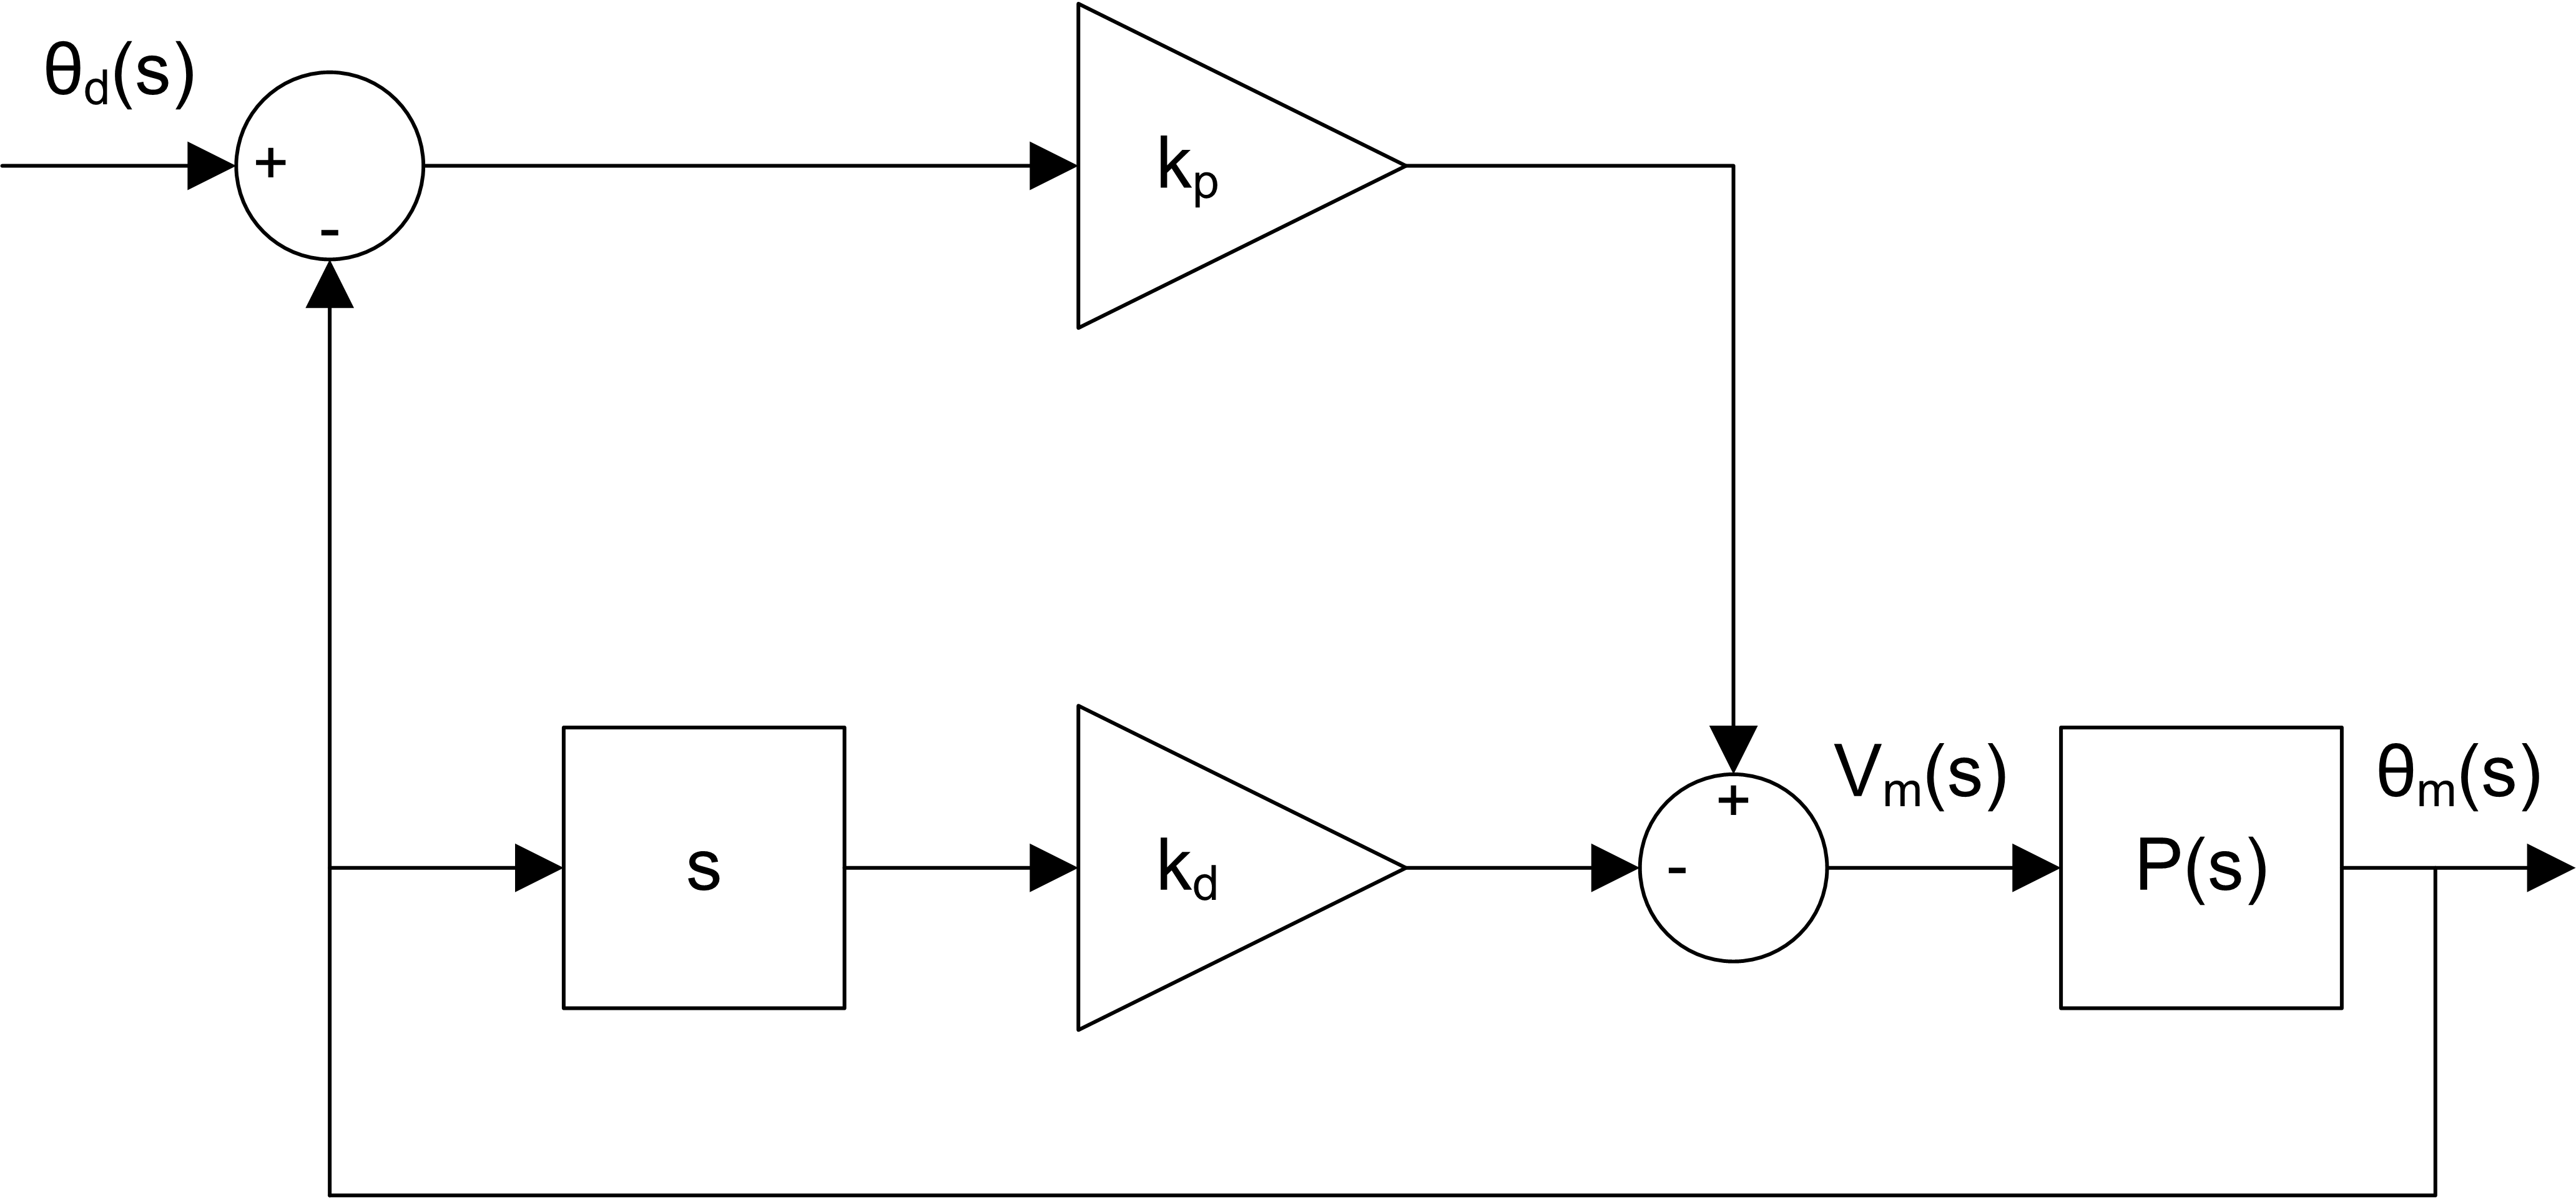 θd(s)
+
-
kp
s
kd
+
-
Vm(s)
P(s)
θm(s)